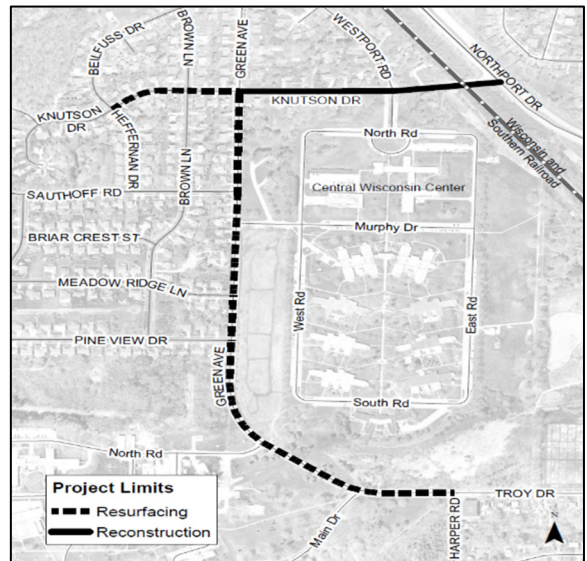 BEILFUSS DR
BROWN LN
GREEN AVE
WESTPORT RD
NORTHPORT DR
KNUTSON
DR
HEFFERNAN DR
KNUTSON DR
North Rd
Wisconsin and
Southern Railroad
SAUTHOFF RD
BROWN LN
Central Wisconsin Center
Murphy Dr
BRIAR CREST ST
MEADOW RIDGE LN
West Rd
East Rd
PINE VIEW DR
GREEN AVE
South Rd
North Rd
Project Limits
Resurfacing
Reconstruction
Main Dr
HARPER RD
TROY DR
N